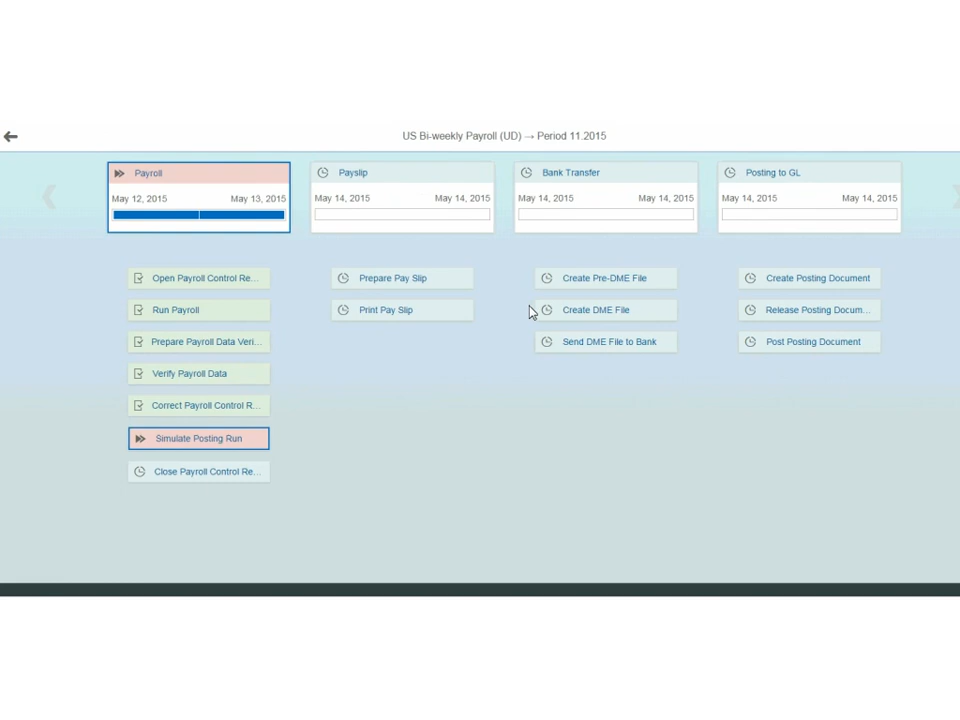 US Bi-weekly Payroll (UD) → Period 11.2015
Payroll
May 12, 2015 May 13, 2015
Payslip
May 14, 2015 May 14, 2015
Bank Transfer
May 14, 2015 May 14, 2015
Posting to GL
May 14, 2015 May 14, 2015
Open Payroll Control Re...
Run Payroll
Prepare Payroll Data Veri...
Verify Payroll Data
Correct Payroll Control R...
Simulate Posting Run
Close Payroll Control Re...
Prepare Pay Slip
Print Pay Slip
Create Pre-DME File
Create DME File
Send DME File to Bank
Create Posting Document
Release Posting Docum...
Post Posting Document